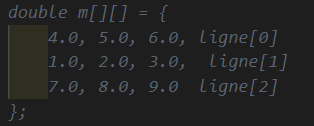 double m[][] = {
4.0, 5.0, 6.0, ligne[0]
1.0, 2.0, 3.0,  ligne[1]
7.0, 8.0, 9.0  ligne[2]
};